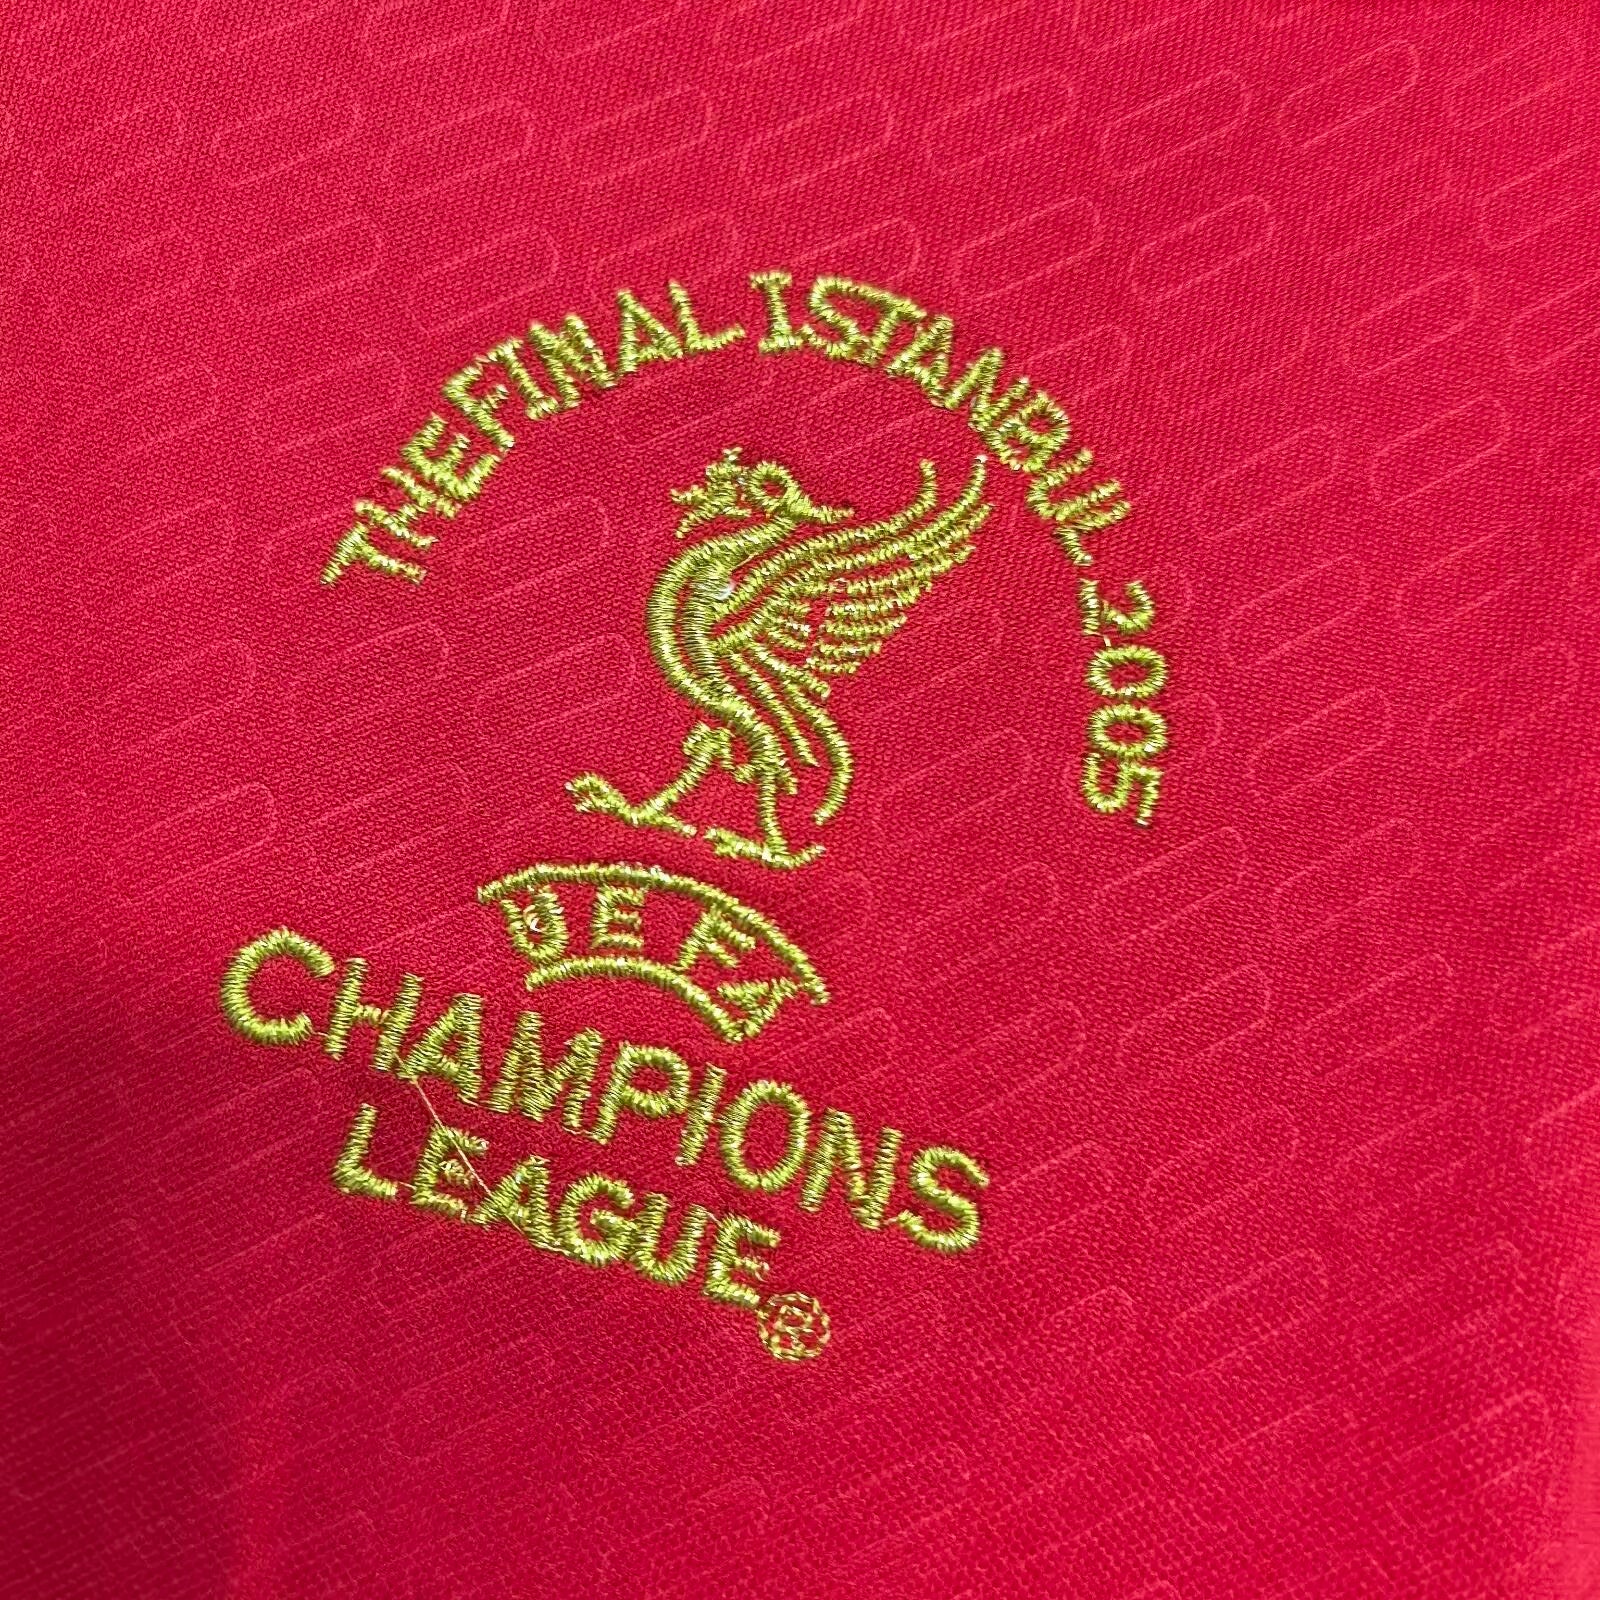 THE FINAL ISTANBUL 2005
UEFA
CHAMPIONS
LEAGUE®